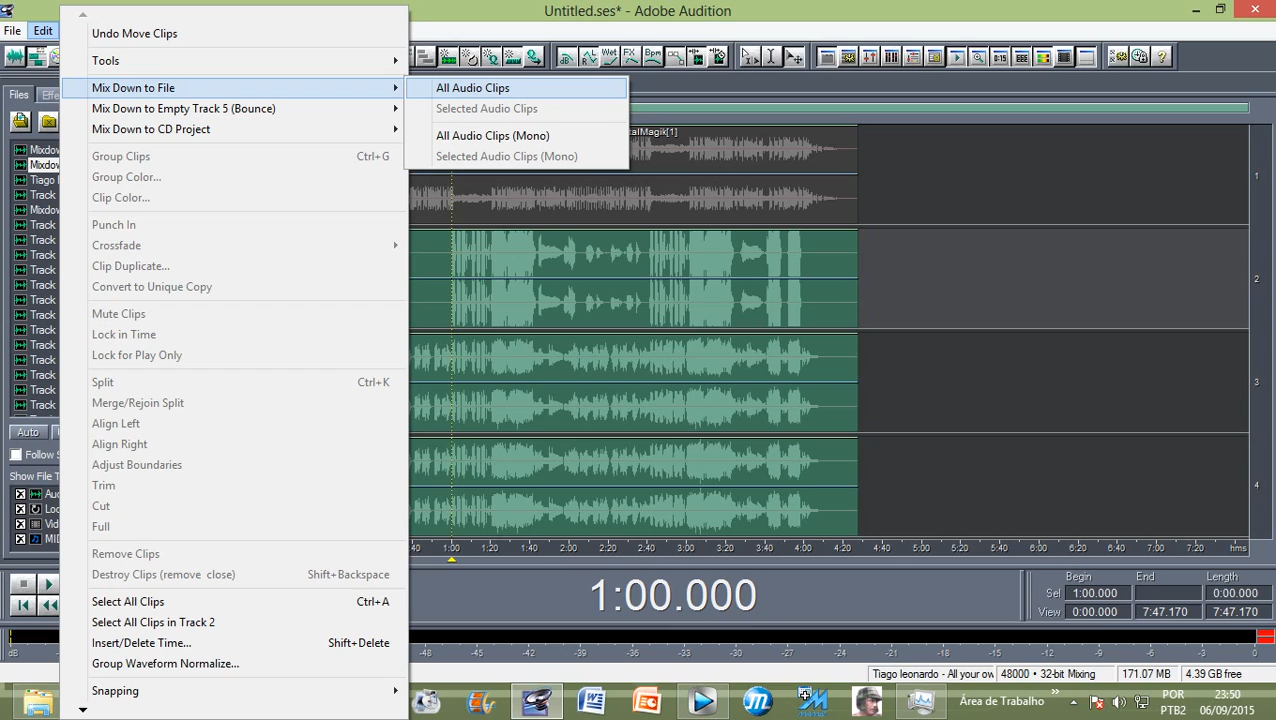 Untitled.ses* - Adobe Audition
File Edit
Undo Move Clips
Tools
Mix Down to File
Mix Down to Empty Track 5 (Bounce)
Mix Down to CD Project
Group Clips Ctrl+G
Group Color...
Clip Color...
Punch In
Crossfade
Clip Duplicate...
Convert to Unique Copy
Mute Clips
Lock in Time
Lock for Play Only
Split Ctrl+K
Merge/Rejoin Split
Align Left
Align Right
Adjust Boundaries
Trim
Cut
Full
Remove Clips
Destroy Clips (remove close) Shift+Backspace
Select All Clips Ctrl+A
Select All Clips in Track 2
Insert/Delete Time... Shift+Delete
Group Waveform Normalize...
Snapping
All Audio Clips
Selected Audio Clips
All Audio Clips (Mono)
Selected Audio Clips (Mono)
Wet FX Bpm
Files Effe
Mixdow
Mixdow
Tiago l
Track
Mixdow
Track
Track
Track
Track
Track
Track
Track
Track
Track
Track
Track
Track
Track
Auto
Follow S
Show File T
Aud
Loo
Vid
MID
talMagik[1]
1
2
3
4
:40 1:00 1:20 1:40 2:00 2:20 2:40 3:00 3:20 3:40 4:00 4:20 4:40 5:00 5:20 5:40 6:00 6:20 6:40 7:00 7:20 hms
1:00.000
Begin End Length
Sel 1:00.000 0:00.000
View 0:00.000 7:47.170 7:47.170
dB -48 -45 -42 -39 -36 -33 -30 -27 -24 -21 -18 -15 -12 -9 -6 -3 0
Tiago leonardo - All your ow 48000 • 32-bit Mixing 171.07 MB 4.39 GB free
Área de Trabalho
POR
PTB2
23:50
06/09/2015